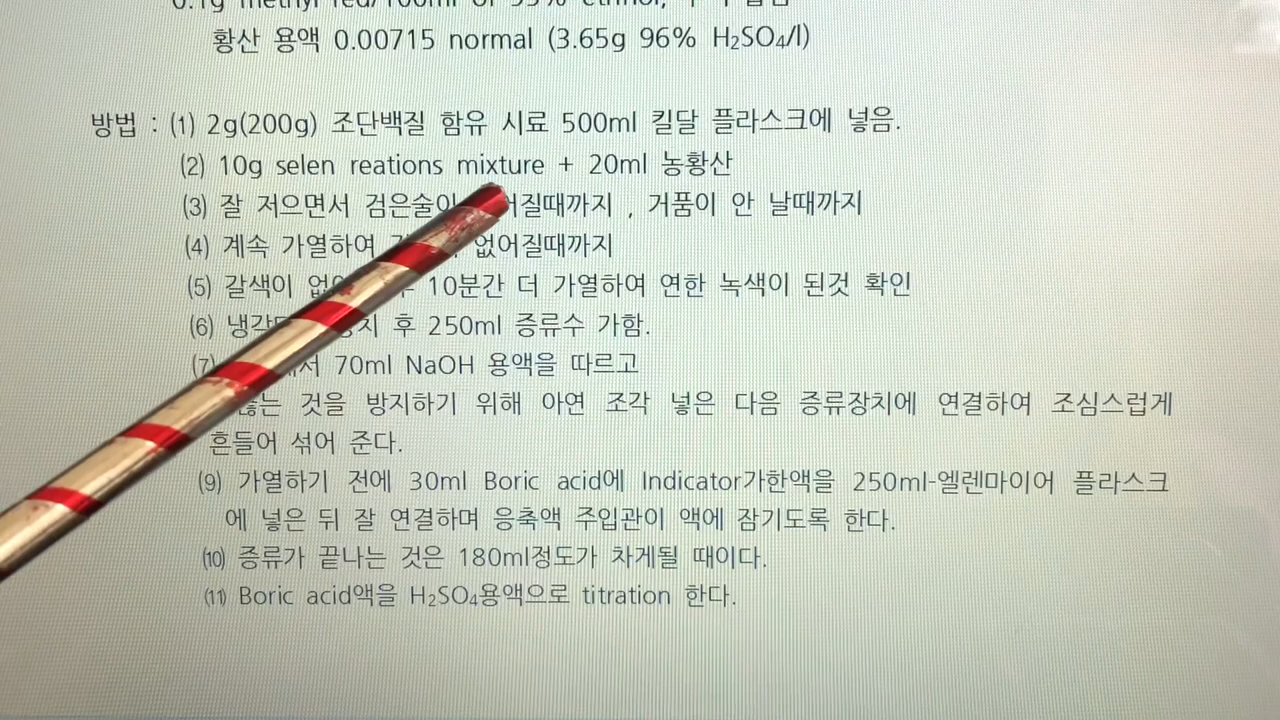 황산 용액 0.00715 normal (3.65g 96% H₂SO₄/l)
방법 : (1) 2g(200g) 조단백질 함유 시료 500ml 킬달 플라스크에 넣음.
(2) 10g selen reations mixture + 20ml 농황산
(3) 잘 저으면서 검은술이 , 거품이 안 날때까지
(4) 계속 가열하여 없어질때까지
(5) 갈색이 10분간 더 가열하여 연한 녹색이 된것 확인
(6) 후 250ml 증류수 가함.
(7) 70ml NaOH 용액을 따르고
것을 방지하기 위해 아연 조각 넣은 다음 증류장치에 연결하여 조심스럽게
흔들어 섞어 준다.
(9) 가열하기 전에 30ml Boric acid에 Indicator가한액을 250ml-엘렌마이어 플라스크
에 넣은 뒤 잘 연결하며 응축액 주입관이 액에 잠기도록 한다.
(10) 증류가 끝나는 것은 180ml정도가 차게될 때이다.
(11) Boric acid액을 H₂SO₄용액으로 titration 한다.